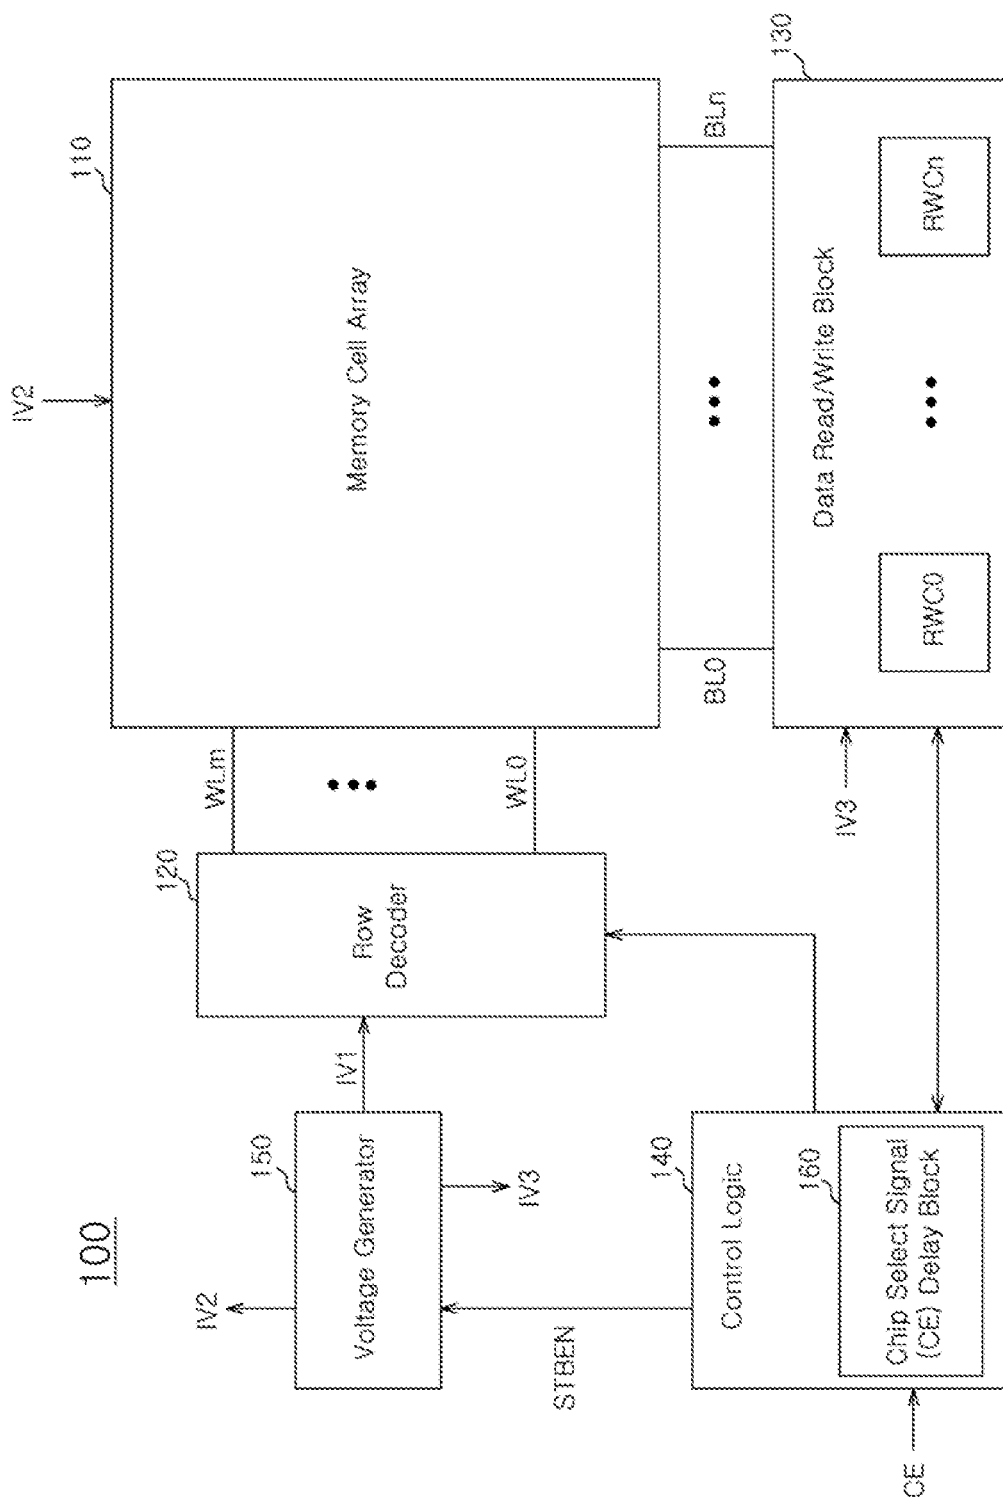 100
IV2
150
Voltage Generator
IV1
IV3
STBEN
120
Row
Decoder
WLm
WL0
IV2
110
Memory Cell Array
BL0
BLn
CE
140
Control Logic
160
Chip Select Signal
(CE) Delay Block
IV3
130
Data Read/Write Block
RWC0
RWCn